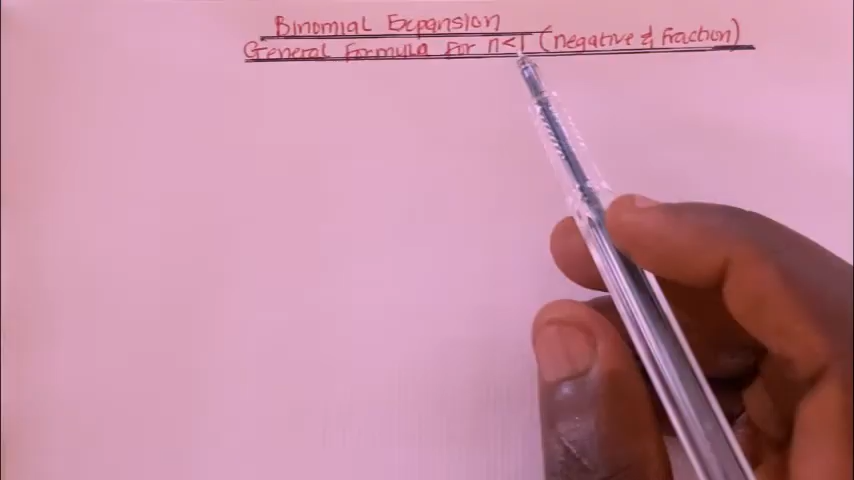 Binomial Expansion
General Formula for n<1 (negative & fraction)